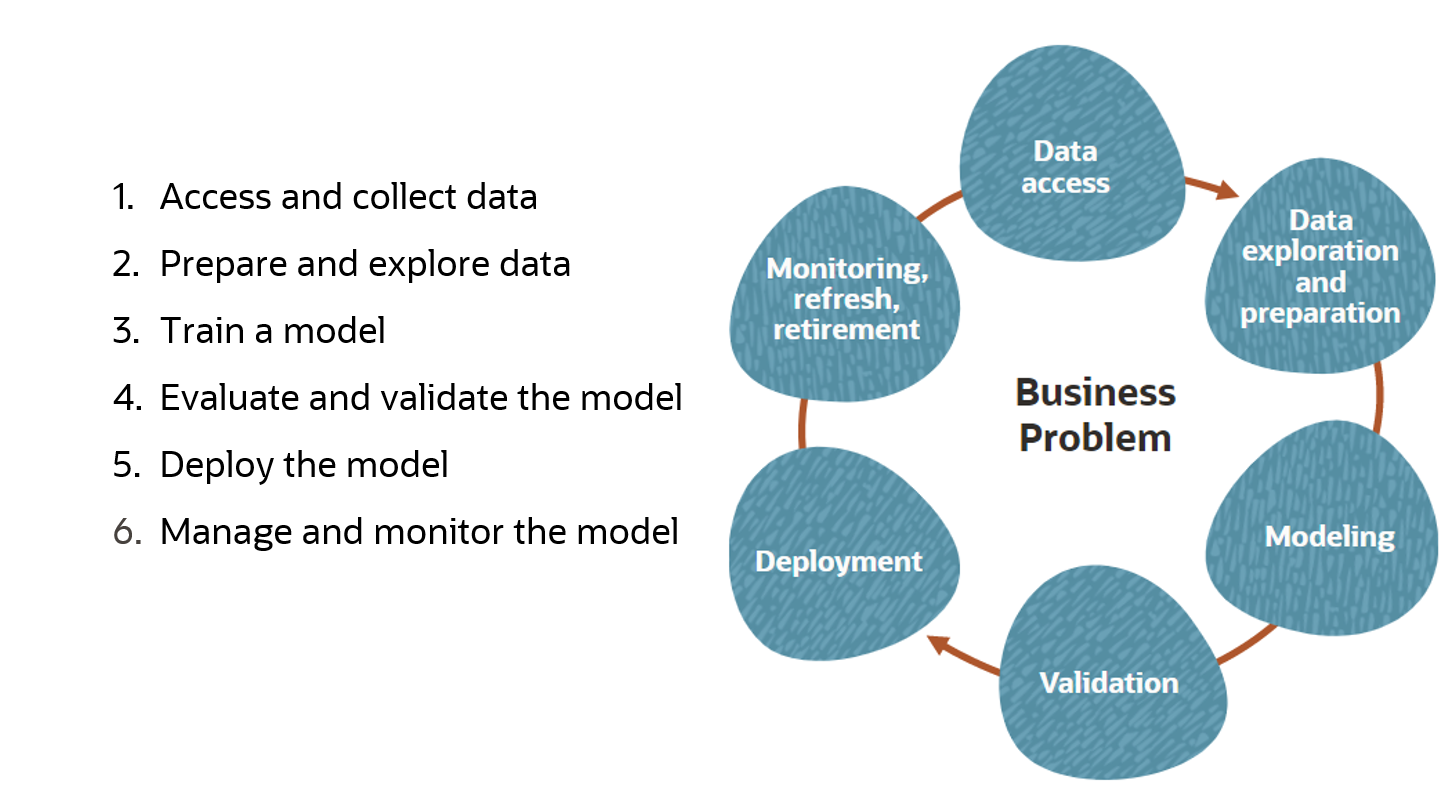 1. Access and collect data
2. Prepare and explore data
3. Train a model
4. Evaluate and validate the model
5. Deploy the model
6. Manage and monitor the model
Data
access
Data
exploration
and
preparation
Modeling
Validation
Deployment
Monitoring,
refresh,
retirement
Business
Problem